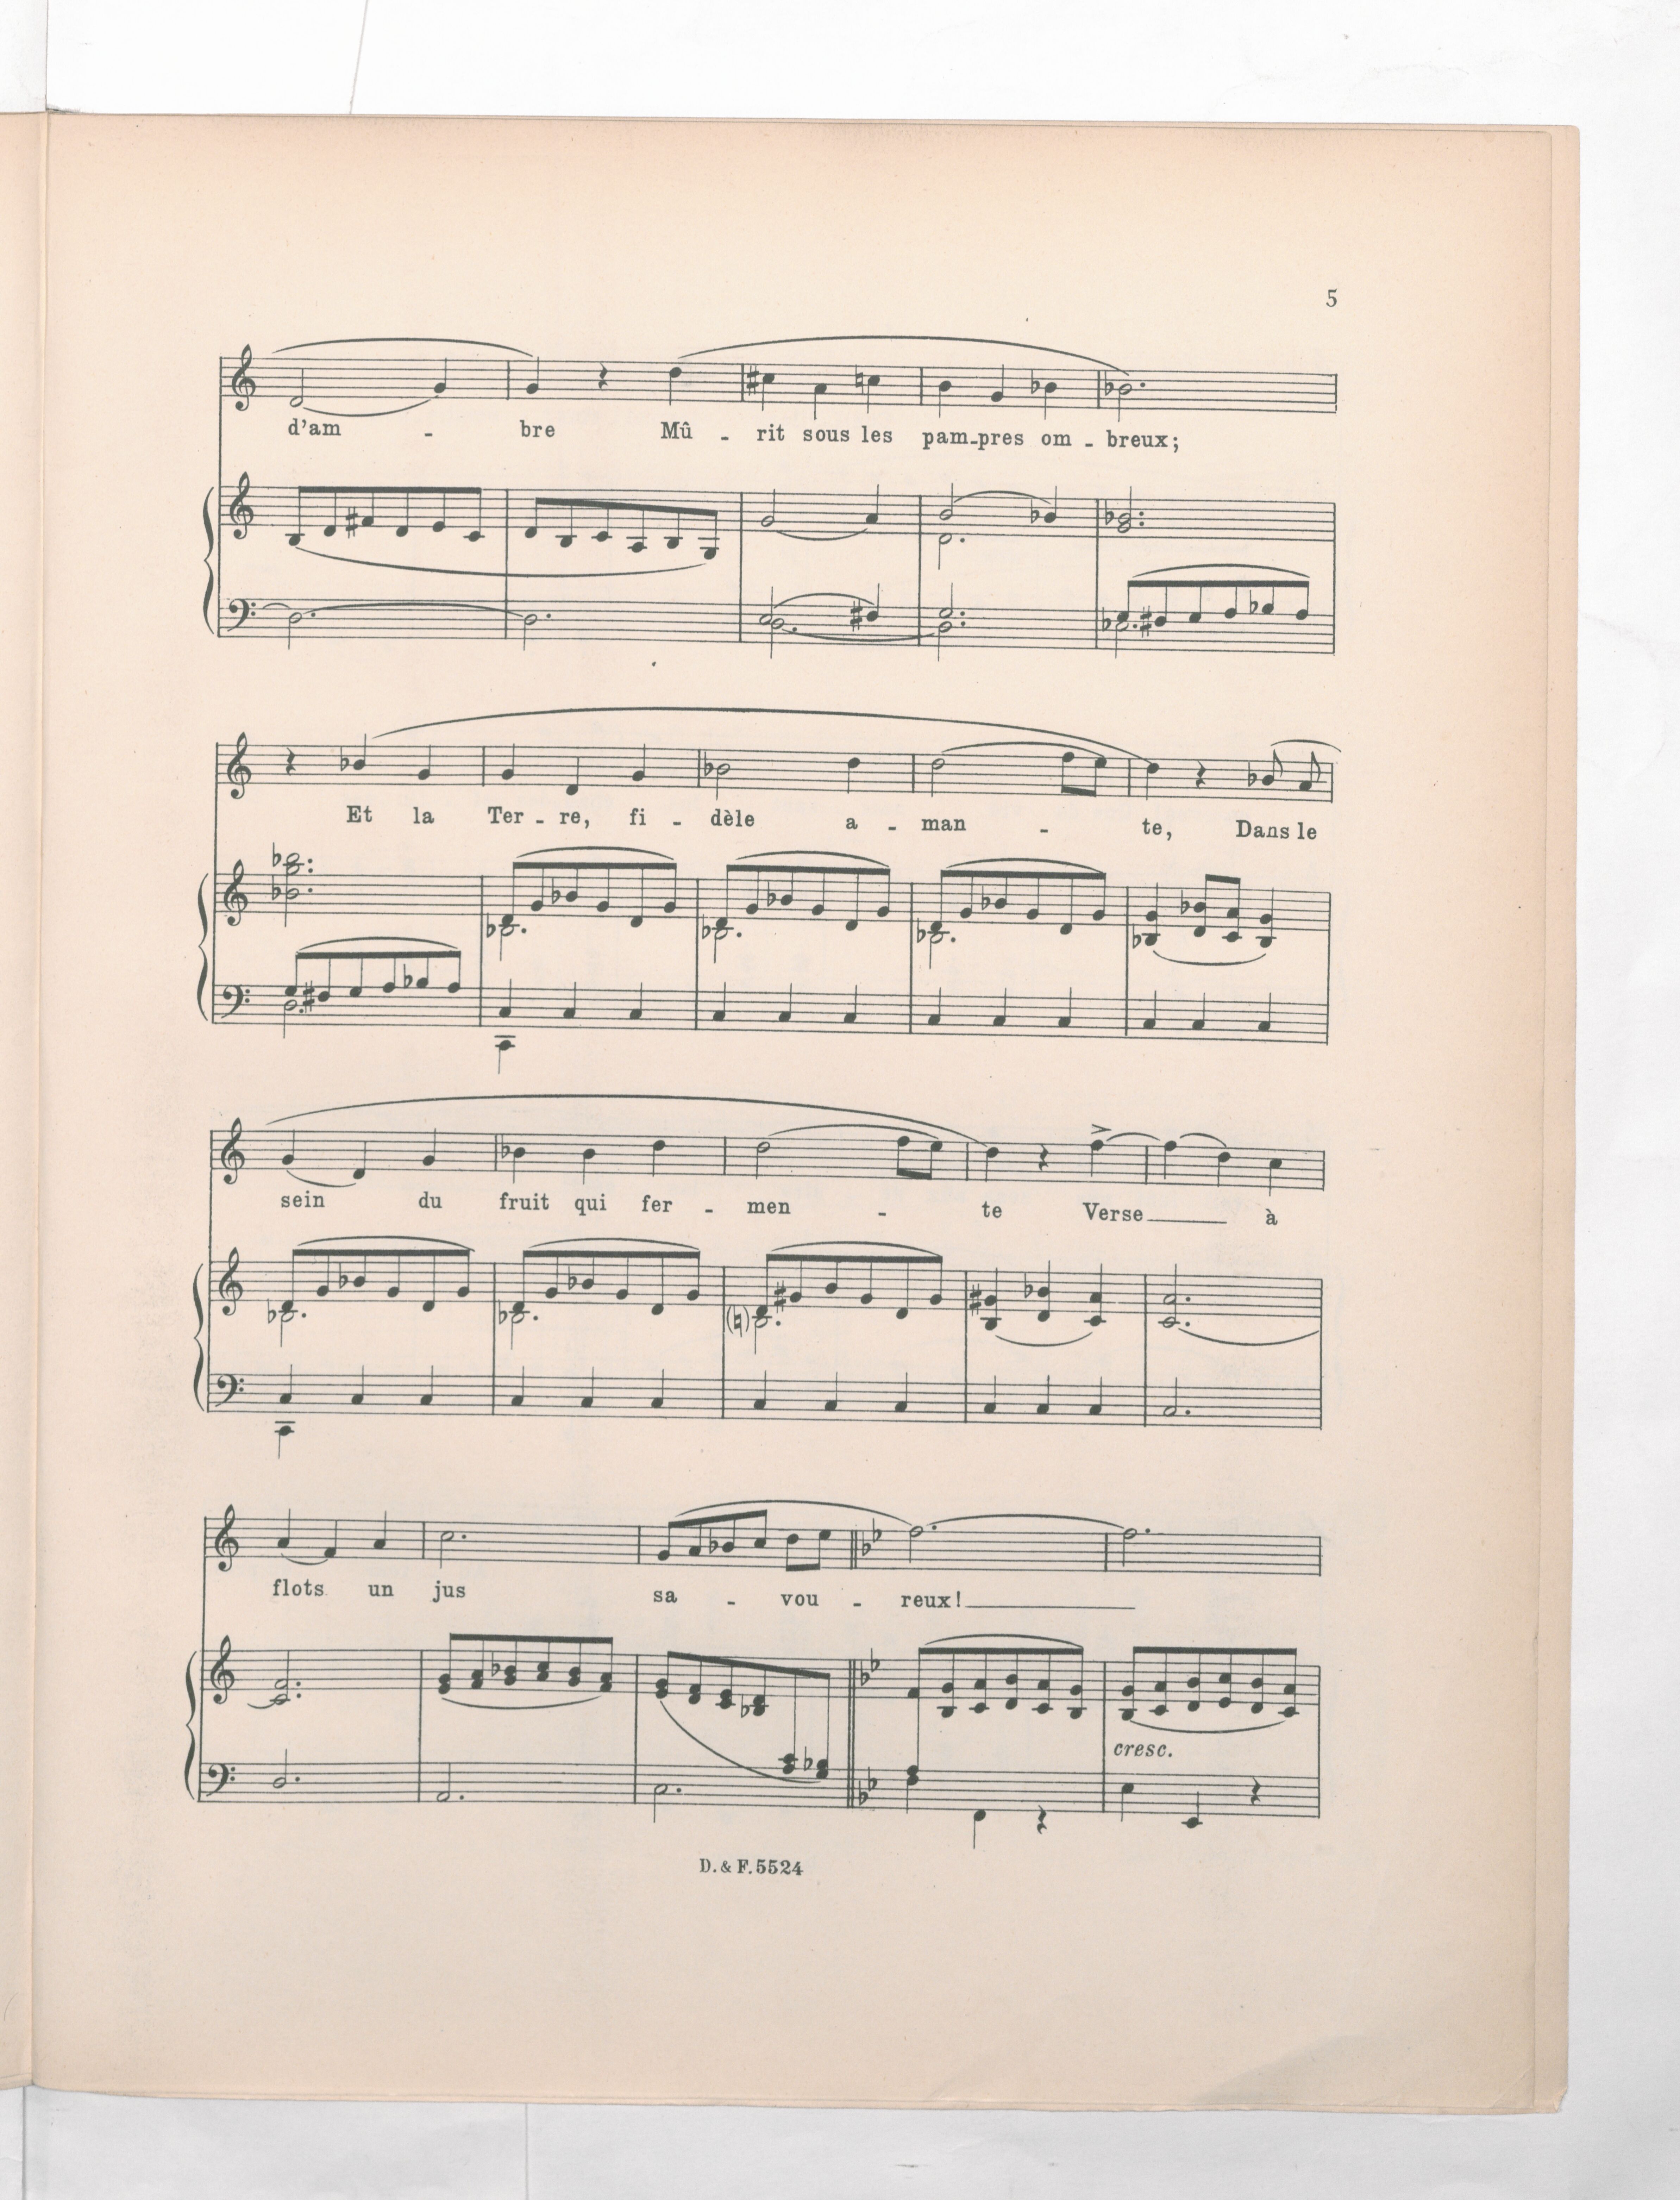 5
d'am - bre Mû - rit sous les pam-pres om - breux;
Et la Ter - re, fi - dèle a - man - te, Dans le
sein du fruit qui fer - men - te Verse à
flots un jus sa - vou - reux!
cresc.
D. & F. 5524